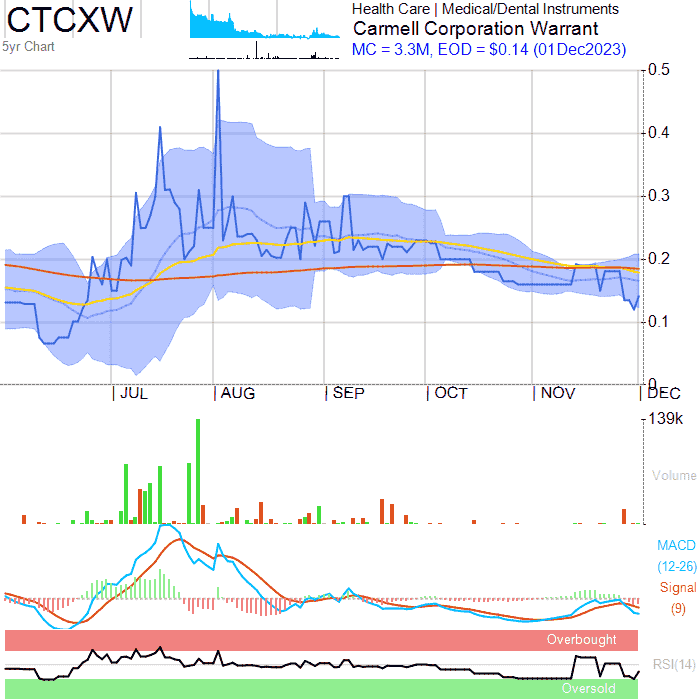 CTCXW
5yr Chart
Health Care | Medical/Dental Instruments
Carmell Corporation Warrant
MC = 3.3M, EOD = $0.14 (01Dec2023)
0.5
0.4
0.3
0.2
0.1
0
JUL AUG SEP OCT NOV DEC
139k
Volume
MACD
(12-26)
Signal
(9)
Overbought
RSI(14)
Oversold